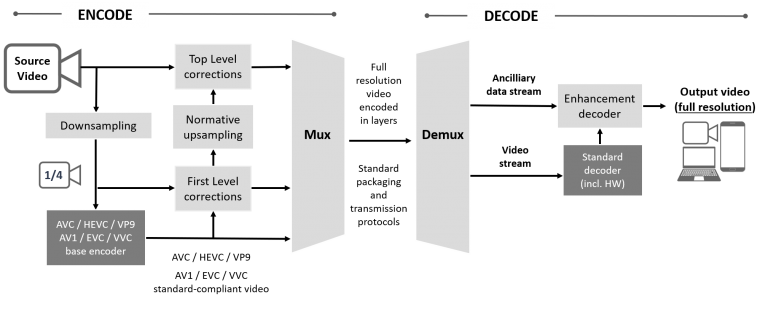 ENCODE
DECODE
Source
Video
Top Level
corrections
Downsampling
Normative
upsampling
1/4
First Level
corrections
AVC / HEVC / VP9
AV1 / EVC / VVC
base encoder
AVC / HEVC / VP9
AV1 / EVC / VVC
standard-compliant video
Mux
Full
resolution
video
encoded
in layers
Standard
packaging
and
transmission
protocols
Demux
Ancilliary
data stream
Video
stream
Enhancement
decoder
Standard
decoder
(incl. HW)
Output video
(full resolution)